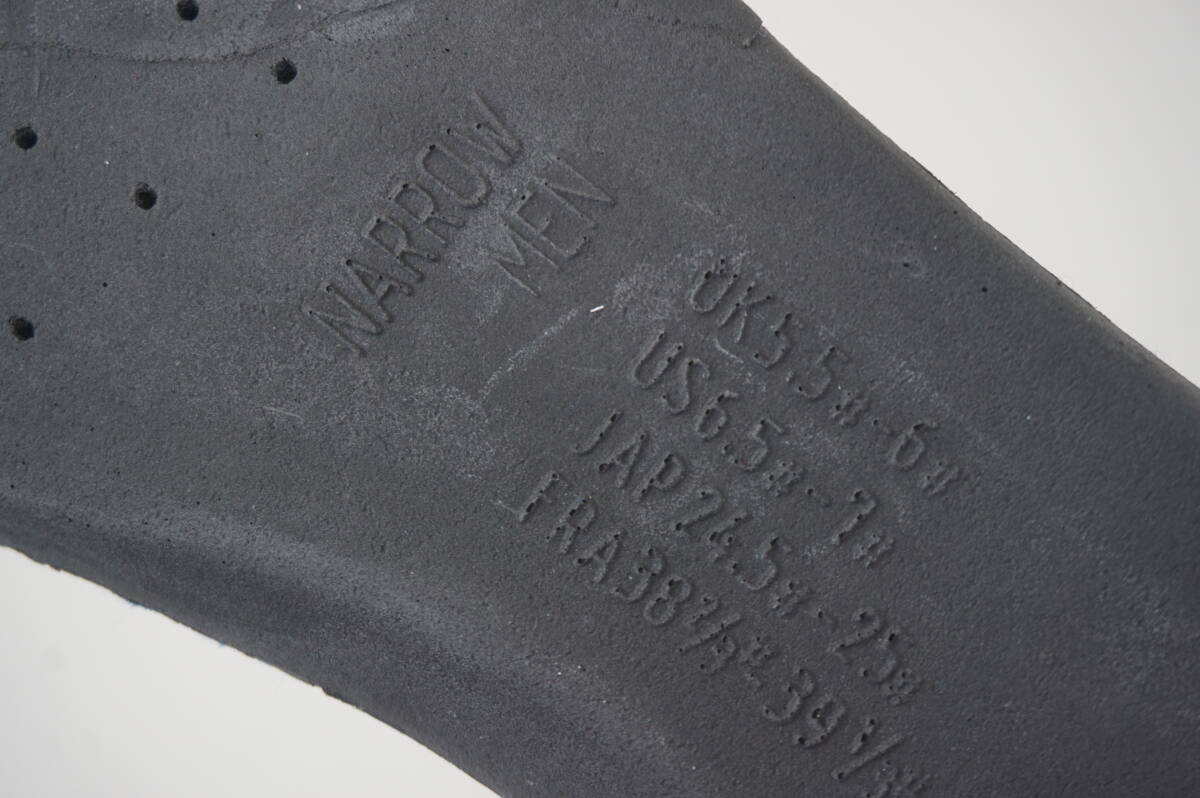 NARROW
MEN
UK5.5#-6#
US6.5#-7#
JAP24.5#-25#
FRA38⅔#-39⅓#